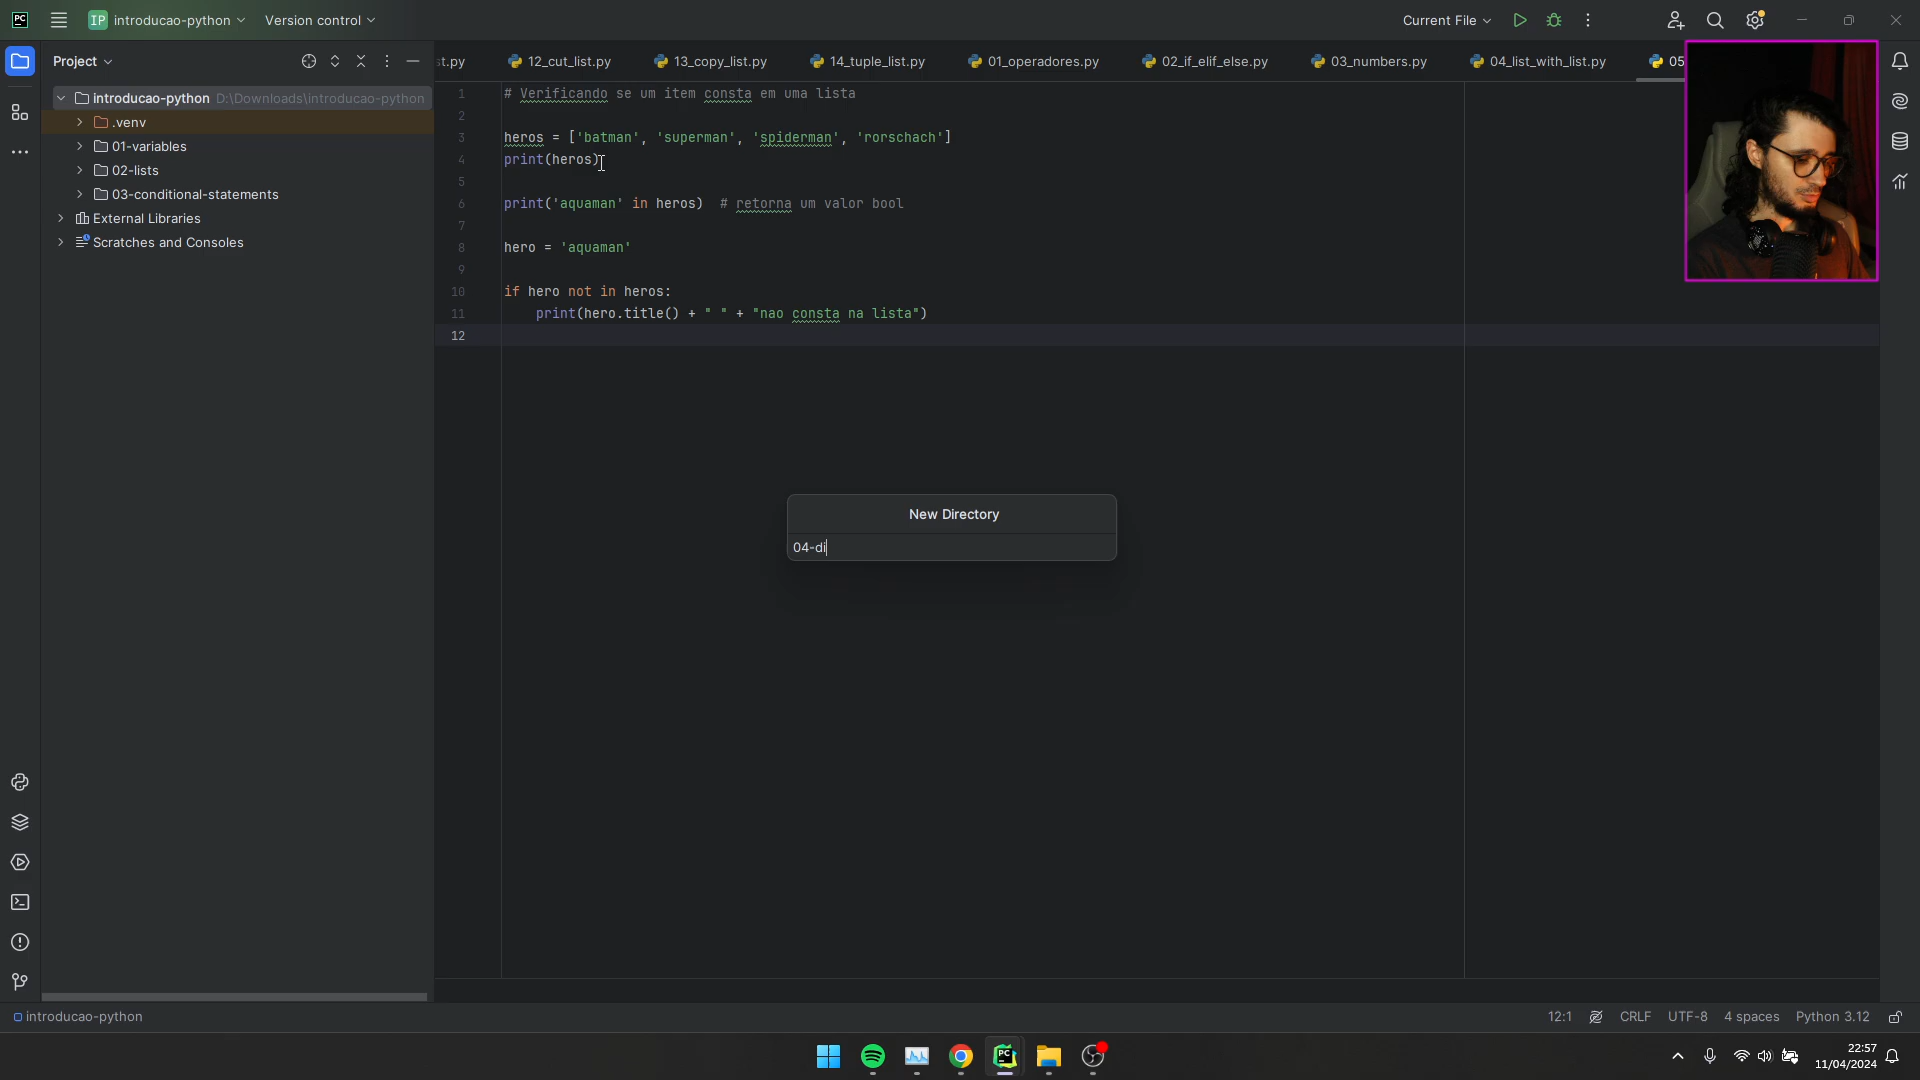 PC
IP introducao-python
Version control
Current File
Project
st.py
12_cut_list.py
13_copy_list.py
14_tuple_list.py
01_operadores.py
02_if_elif_else.py
03_numbers.py
04_list_with_list.py
05
introducao-python D:\Downloads\introducao-python
.venv
01-variables
02-lists
03-conditional-statements
External Libraries
Scratches and Consoles
1 # Verificando se um item consta em uma lista
2
3 heros = ['batman', 'superman', 'spiderman', 'rorschach']
4 print(heros)
5
6 print('aquaman' in heros)  # retorna um valor bool
7
8 hero = 'aquaman'
9
10 if hero not in heros:
11     print(hero.title() + " " + "nao consta na lista")
12
New Directory
04-di
introducao-python
12:1
CRLF
UTF-8
4 spaces
Python 3.12
PC
22:57
11/04/2024